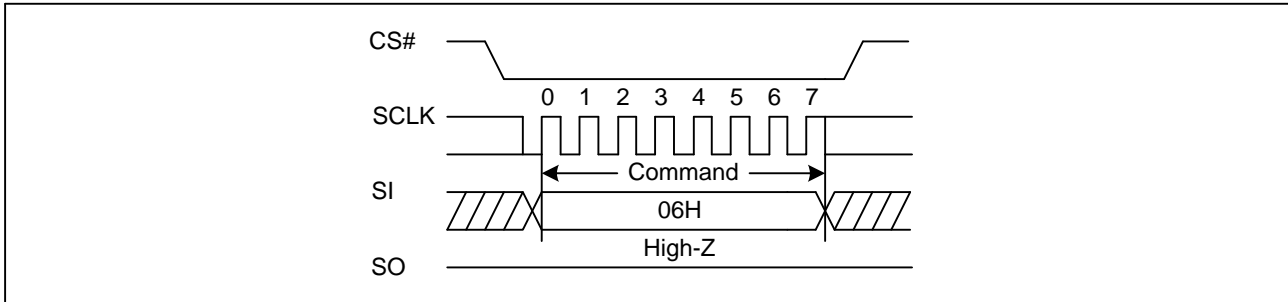 CS#
0 1 2 3 4 5 6 7
SCLK
Command
SI
06H
High-Z
SO